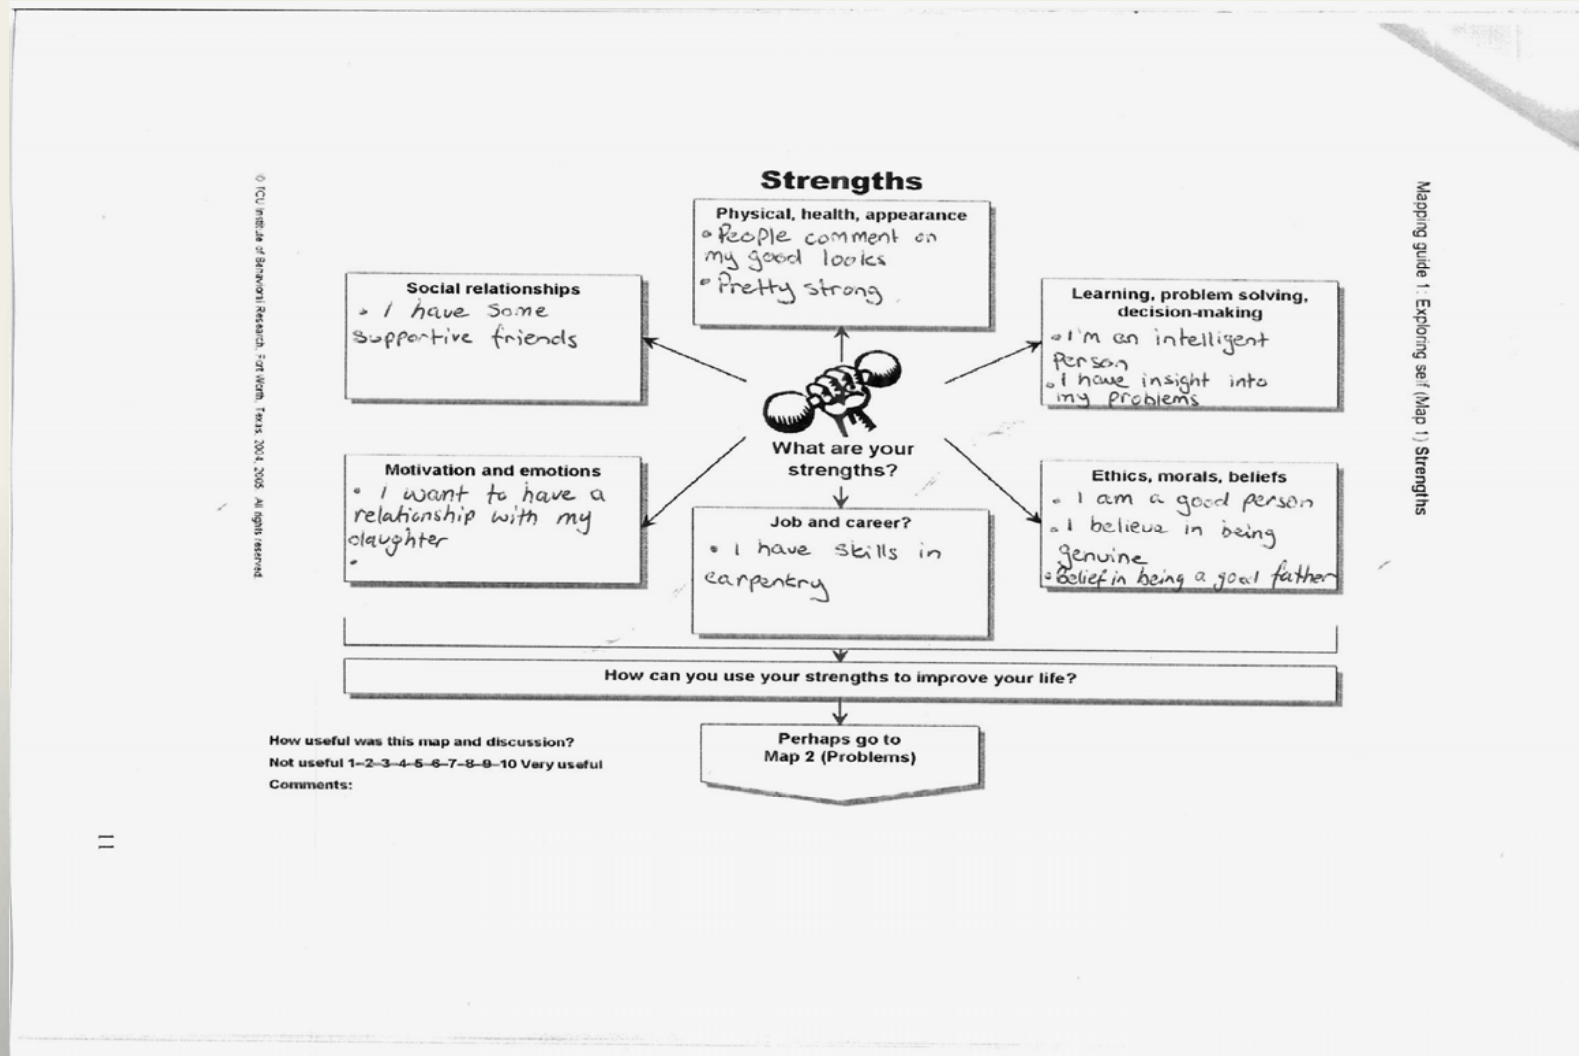 Strengths
Physical, health, appearance
• People comment on
my good looks
• Pretty strong
Social relationships
• I have some
supportive friends
Learning, problem solving,
decision-making
• I'm an intelligent
person
• I have insight into
my problems
What are your
strengths?
Motivation and emotions
• I want to have a
relationship with my
daughter
•
Job and career?
• I have skills in
carpentry
Ethics, morals, beliefs
• I am a good person
• I believe in being
genuine
• Belief in being a good father
How can you use your strengths to improve your life?
Perhaps go to
Map 2 (Problems)
How useful was this map and discussion?
Not useful 1–2–3–4–5–6–7–8–9–10 Very useful
Comments:
© TCU Institute of Behavioral Research, Fort Worth, Texas. 2004, 2005. All rights reserved.
Mapping guide 1: Exploring self (Map 1) Strengths
11